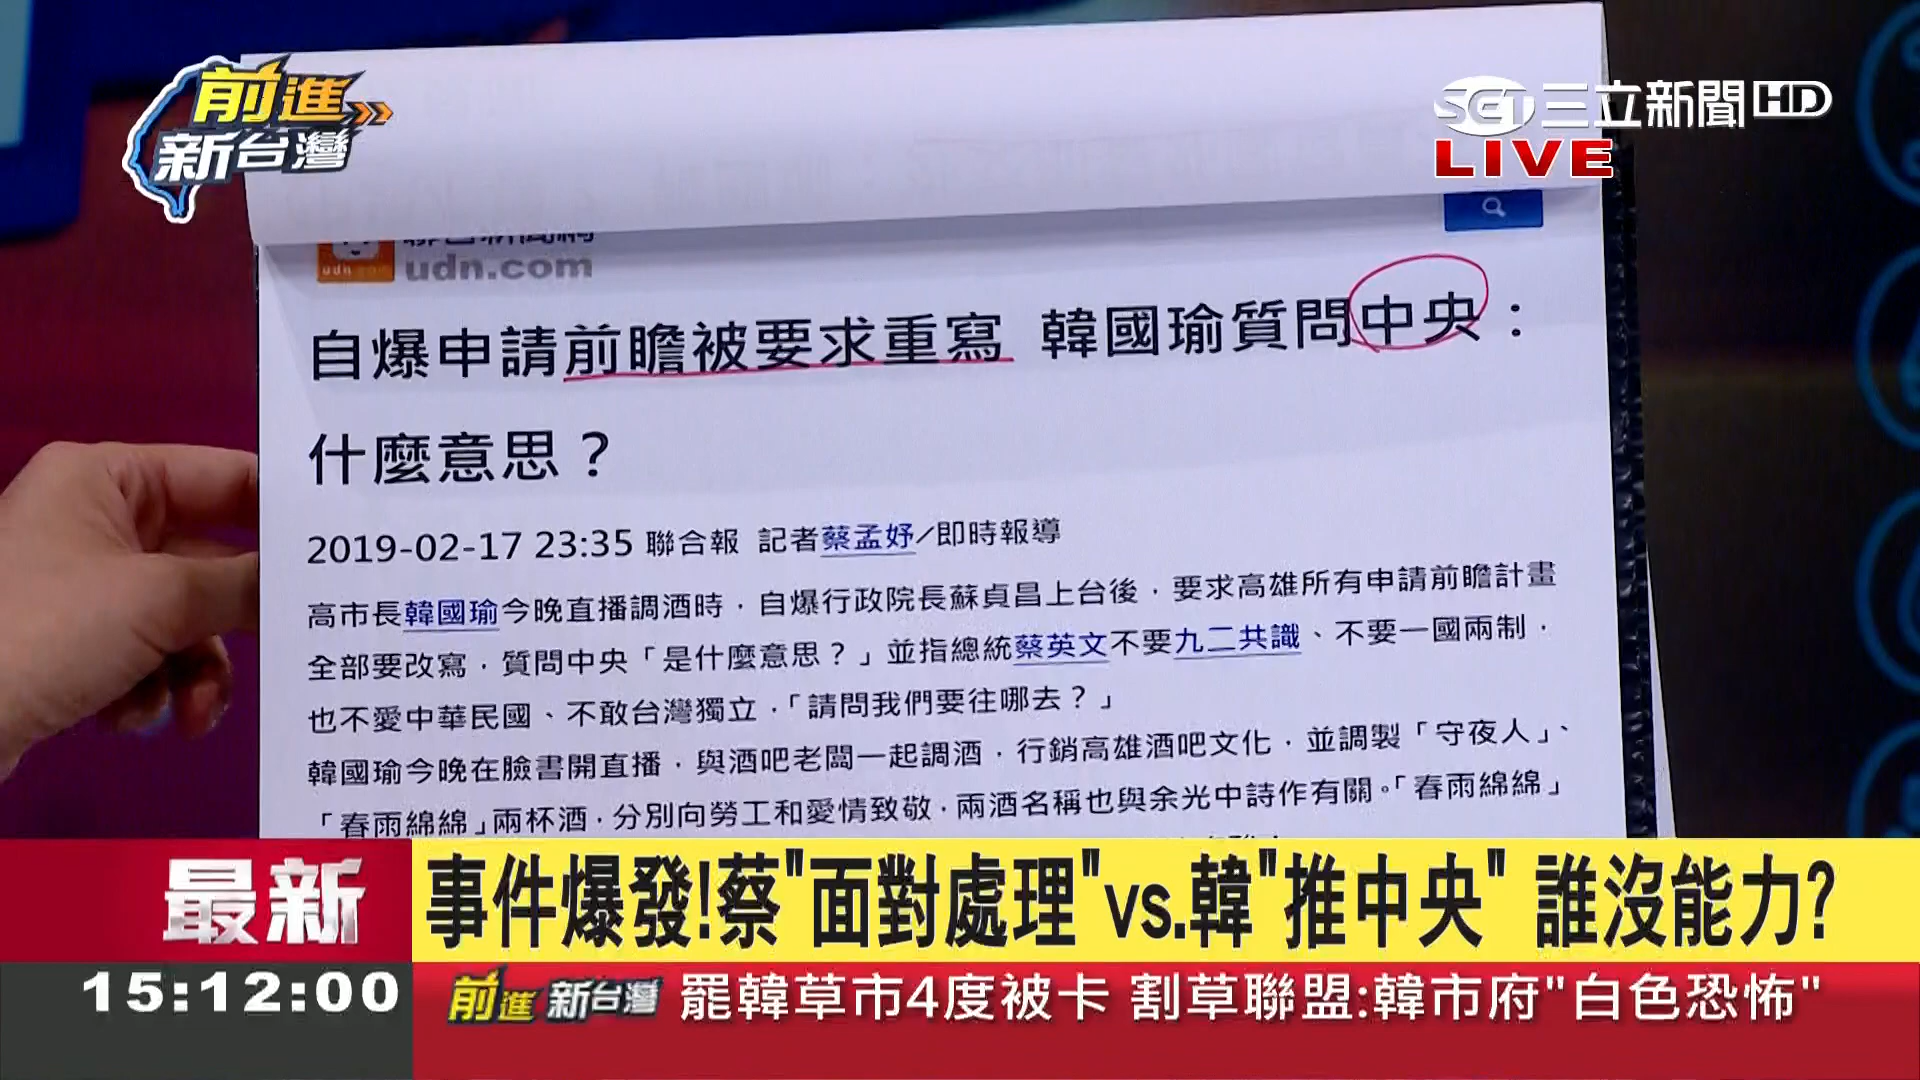 前進
新台灣
SET三立新聞HD
LIVE
udn.com
自爆申請前瞻被要求重寫 韓國瑜質問中央：
什麼意思？
2019-02-17 23:35 聯合報 記者蔡孟妤／即時報導
高市長韓國瑜今晚直播調酒時，自爆行政院長蘇貞昌上台後，要求高雄所有申請前瞻計畫
全部要改寫，質問中央「是什麼意思？」並指總統蔡英文不要九二共識、不要一國兩制，
也不愛中華民國、不敢台灣獨立，「請問我們要往哪去？」
韓國瑜今晚在臉書開直播，與酒吧老闆一起調酒，行銷高雄酒吧文化，並調製「守夜人」、
「春雨綿綿」兩杯酒，分別向勞工和愛情致敬，兩酒名稱也與余光中詩作有關。「春雨綿綿」
最新 事件爆發!蔡"面對處理"vs.韓"推中央" 誰沒能力?
15:12:00 前進新台灣 罷韓草市4度被卡 割草聯盟:韓市府"白色恐怖"